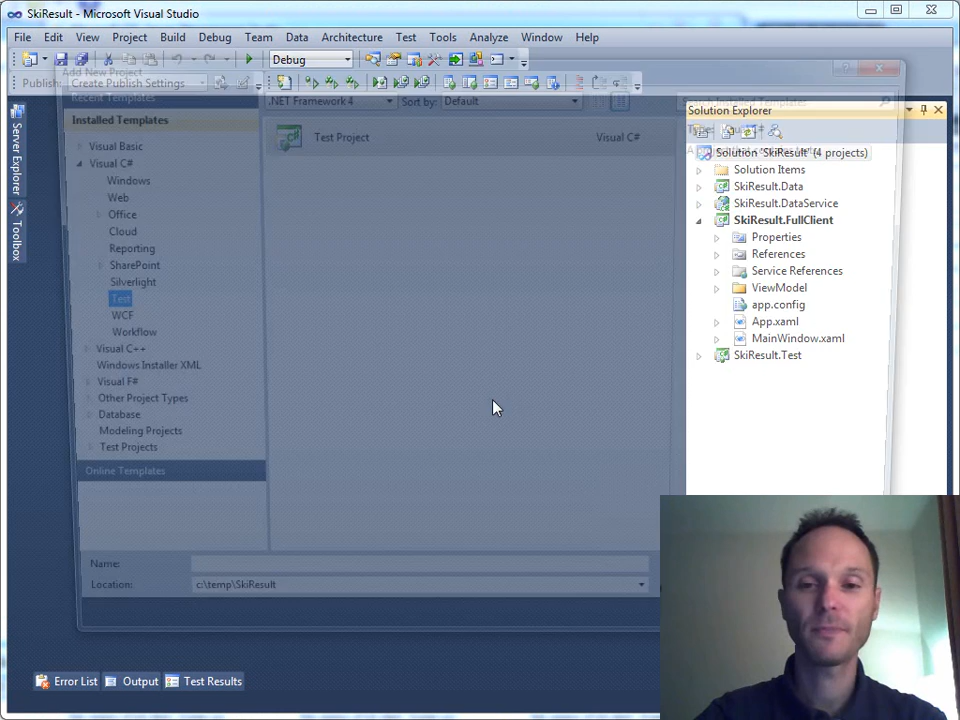 SkiResult - Microsoft Visual Studio
File Edit View Project Build Debug Team Data Architecture Test Tools Analyze Window Help
Debug
Add New Project
Publish: Create Publish Settings
Recent Templates
.NET Framework 4
Sort by: Default
Search Installed Templates
Installed Templates
Visual Basic
Visual C#
Windows
Web
Office
Cloud
Reporting
SharePoint
Silverlight
Test
WCF
Workflow
Visual C++
Windows Installer XML
Visual F#
Other Project Types
Database
Modeling Projects
Test Projects
Online Templates
Test Project
Visual C#
Name:
Location: c:\temp\SkiResult
Server Explorer
Toolbox
Solution Explorer
Solution 'SkiResult' (4 projects)
Solution Items
SkiResult.Data
SkiResult.DataService
SkiResult.FullClient
Properties
References
Service References
ViewModel
app.config
App.xaml
MainWindow.xaml
SkiResult.Test
Error List
Output
Test Results